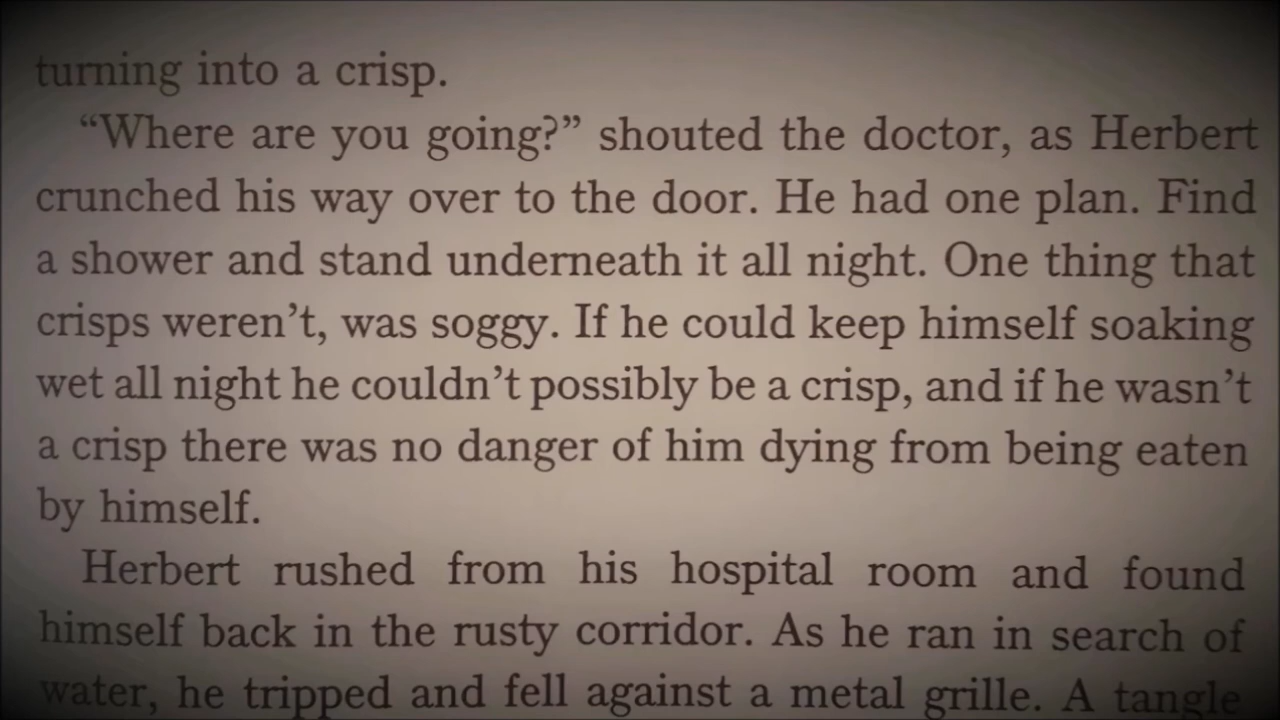 turning into a crisp.
“Where are you going?” shouted the doctor, as Herbert
crunched his way over to the door. He had one plan. Find
a shower and stand underneath it all night. One thing that
crisps weren’t, was soggy. If he could keep himself soaking
wet all night he couldn’t possibly be a crisp, and if he wasn’t
a crisp there was no danger of him dying from being eaten
by himself.
Herbert rushed from his hospital room and found
himself back in the rusty corridor. As he ran in search of
water, he tripped and fell against a metal grille. A tangle